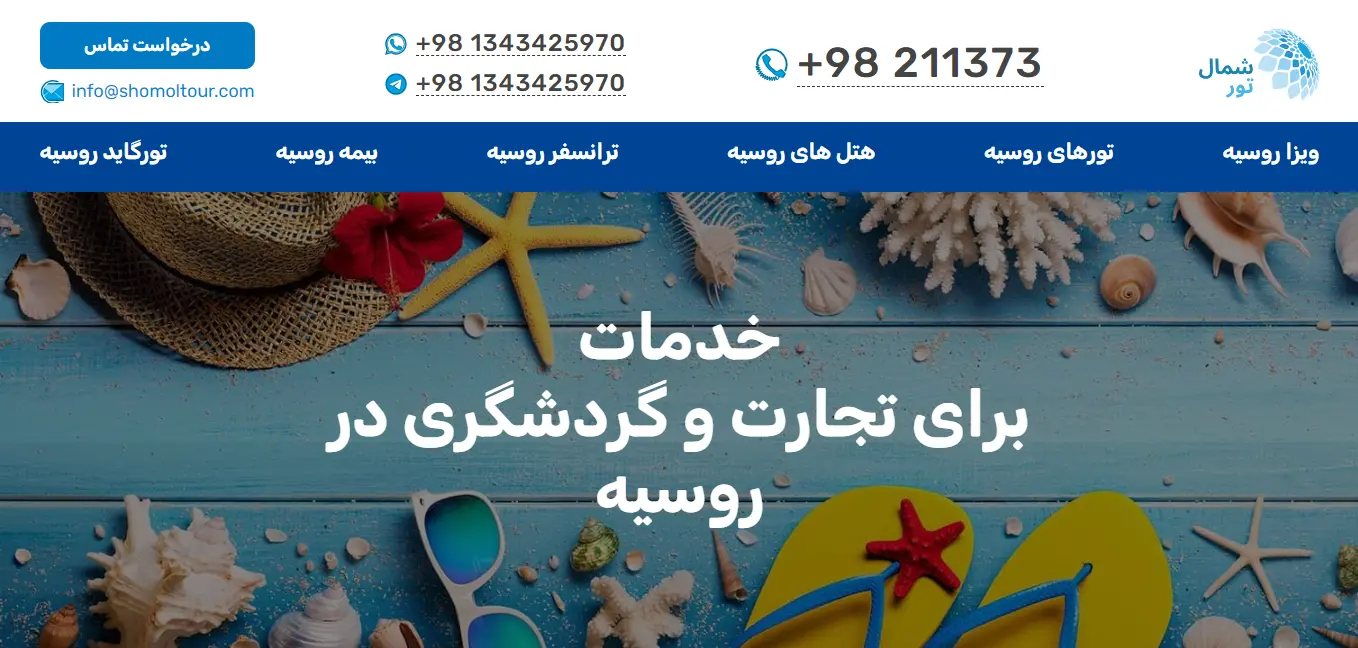 شمال
تور
+98 211373
+98 1343425970
+98 1343425970
درخواست تماس
info@shomoltour.com
ویزا روسیه
تورهای روسیه
هتل های روسیه
ترانسفر روسیه
بیمه روسیه
تورگاید روسیه
خدمات
برای تجارت و گردشگری در
روسیه